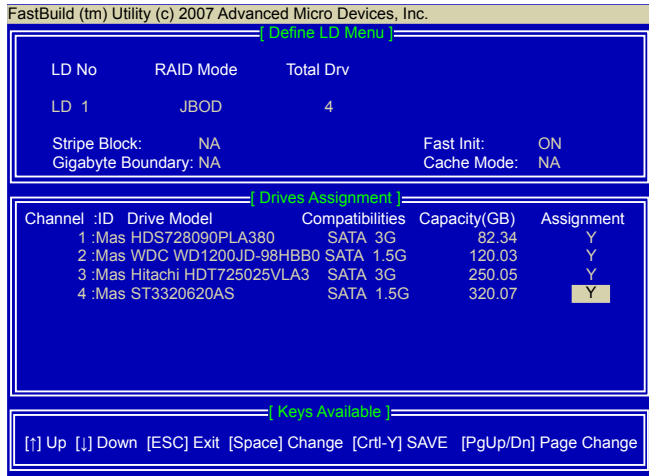 FastBuild (tm) Utility (c) 2007 Advanced Micro Devices, Inc.
[ Define LD Menu ]
LD No RAID Mode Total Drv
LD 1 JBOD 4
Stripe Block: NA Fast Init: ON
Gigabyte Boundary: NA Cache Mode: NA
[ Drives Assignment ]
Channel :ID Drive Model Compatibilities Capacity(GB) Assignment
1 :Mas HDS728090PLA380 SATA 3G 82.34 Y
2 :Mas WDC WD1200JD-98HBB0 SATA 1.5G 120.03 Y
3 :Mas Hitachi HDT725025VLA3 SATA 3G 250.05 Y
4 :Mas ST3320620AS SATA 1.5G 320.07 Y
[ Keys Available ]
[↑] Up [↓] Down [ESC] Exit [Space] Change [Crtl-Y] SAVE [PgUp/Dn] Page Change